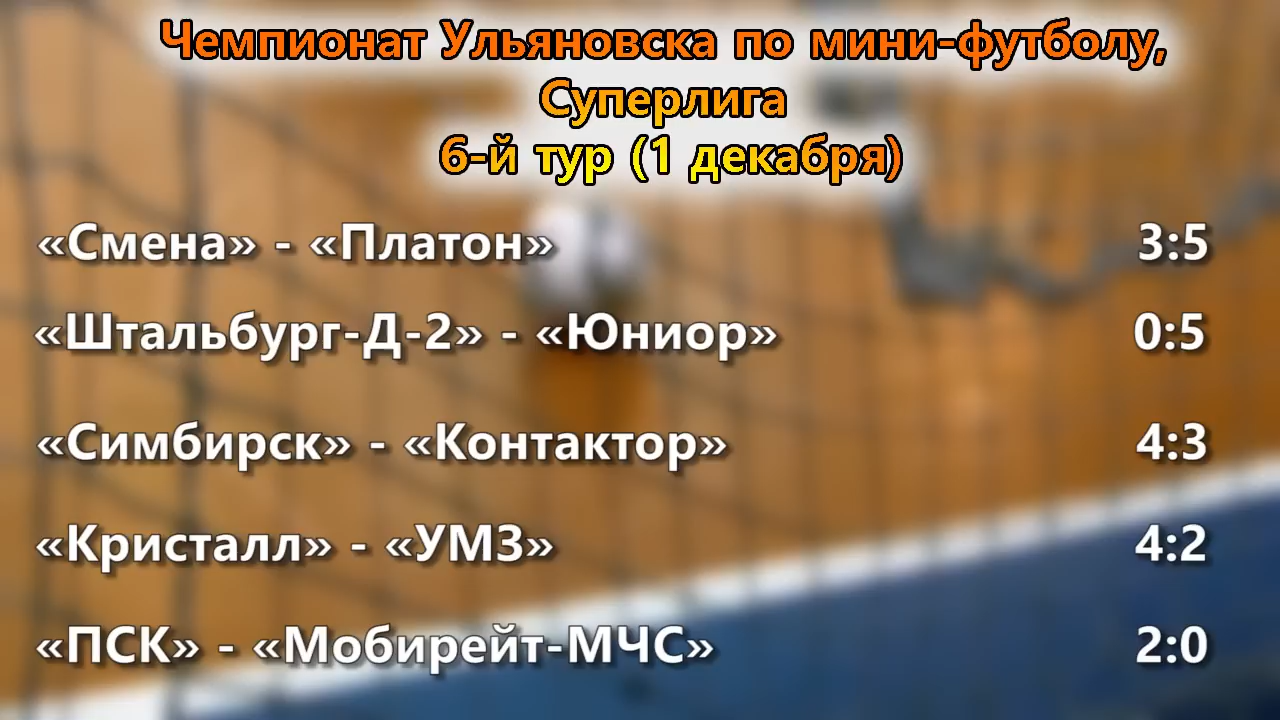 Чемпионат Ульяновска по мини-футболу,
Суперлига
6-й тур (1 декабря)
«Смена» - «Платон» 3:5
«Штальбург-Д-2» - «Юниор» 0:5
«Симбирск» - «Контактор» 4:3
«Кристалл» - «УМЗ» 4:2
«ПСК» - «Мобирейт-МЧС» 2:0